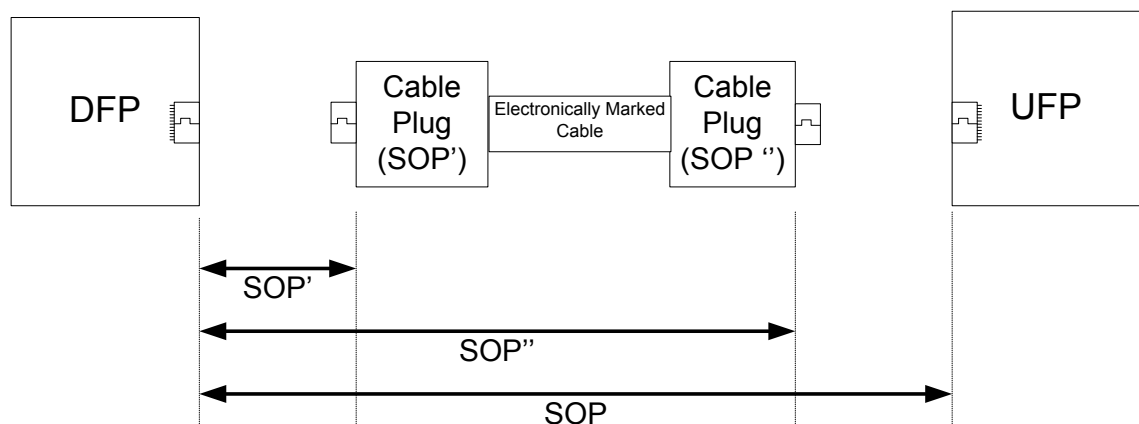 DFP
Cable
Plug
(SOP’)
Electronically Marked
Cable
Cable
Plug
(SOP ‘’)
UFP
SOP’
SOP’’
SOP